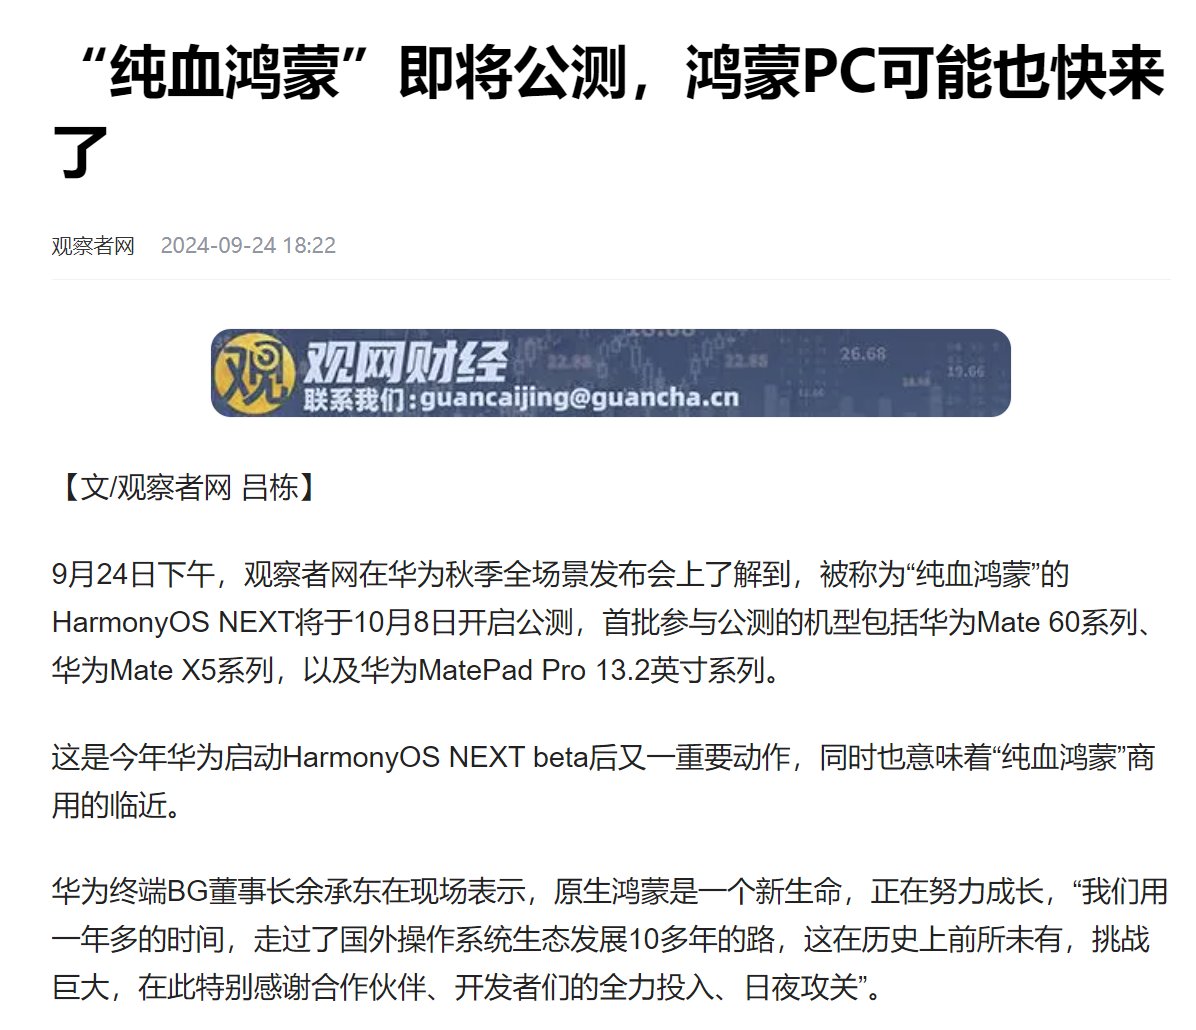 “纯血鸿蒙”即将公测，鸿蒙PC可能也快来
了
观察者网 2024-09-24 18:22
观 观网财经
联系我们:guancaijing@guancha.cn
22.88
22.85
26.68
19.66
【文/观察者网 吕栋】
9月24日下午，观察者网在华为秋季全场景发布会上了解到，被称为“纯血鸿蒙”的
HarmonyOS NEXT将于10月8日开启公测，首批参与公测的机型包括华为Mate 60系列、
华为Mate X5系列，以及华为MatePad Pro 13.2英寸系列。
这是今年华为启动HarmonyOS NEXT beta后又一重要动作，同时也意味着“纯血鸿蒙”商
用的临近。
华为终端BG董事长余承东在现场表示，原生鸿蒙是一个新生命，正在努力成长，“我们用
一年多的时间，走过了国外操作系统生态发展10多年的路，这在历史上前所未有，挑战
巨大，在此特别感谢合作伙伴、开发者们的全力投入、日夜攻关”。